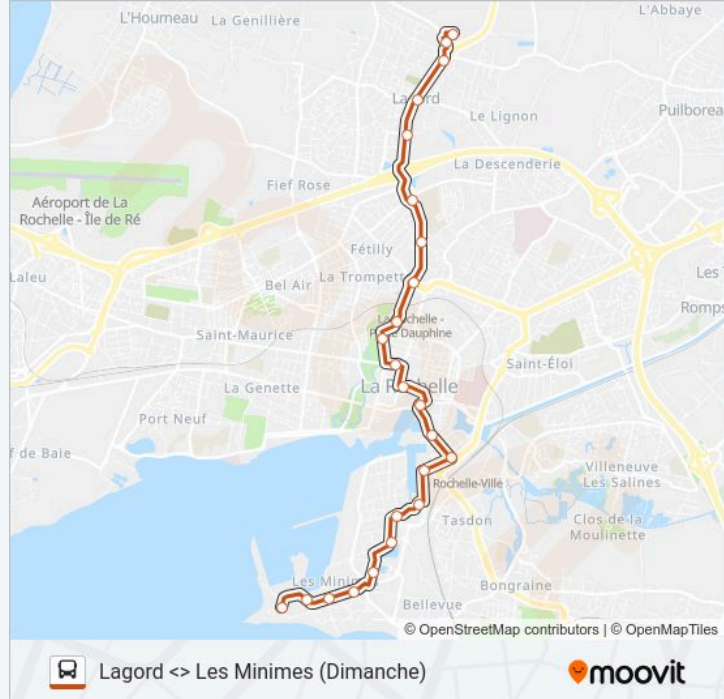 L'Houmeau
La Genillière
L'Abbaye
Lagord
Le Lignon
Puilborea
La Descenderie
Fief Rose
Aéroport de La
Rochelle - Île de Ré
Fétilly
Laleu
Bel Air
La Trompett
Les
Romps
La Rochelle -
Porte Dauphine
Saint-Maurice
Saint-Éloi
La Genette
La Rochelle
Port Neuf
f de Baie
Villeneuve
Les Salines
Rochelle-Ville
Tasdon
Clos de la
Moulinette
Les Minim
Bongraine
Bellevue
© OpenStreetMap contributors | © OpenMapTiles
Lagord <> Les Minimes (Dimanche)
moovit